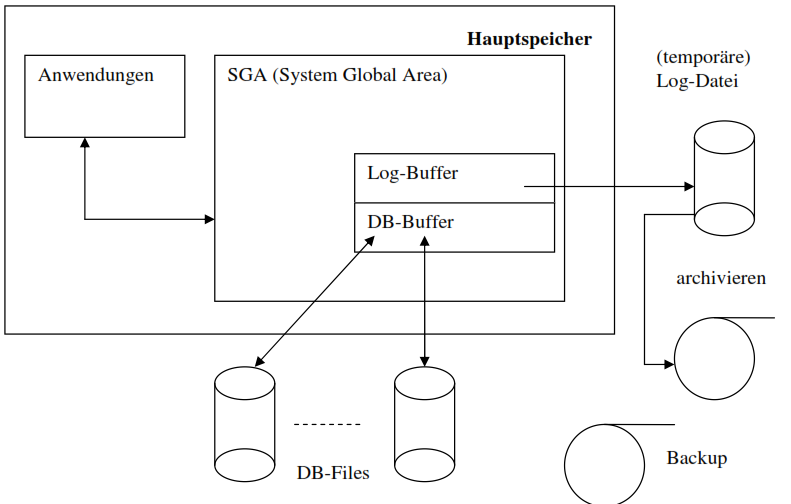 Hauptspeicher
(temporäre)
Log-Datei
Anwendungen
SGA (System Global Area)
Log-Buffer
DB-Buffer
archivieren
DB-Files
Backup